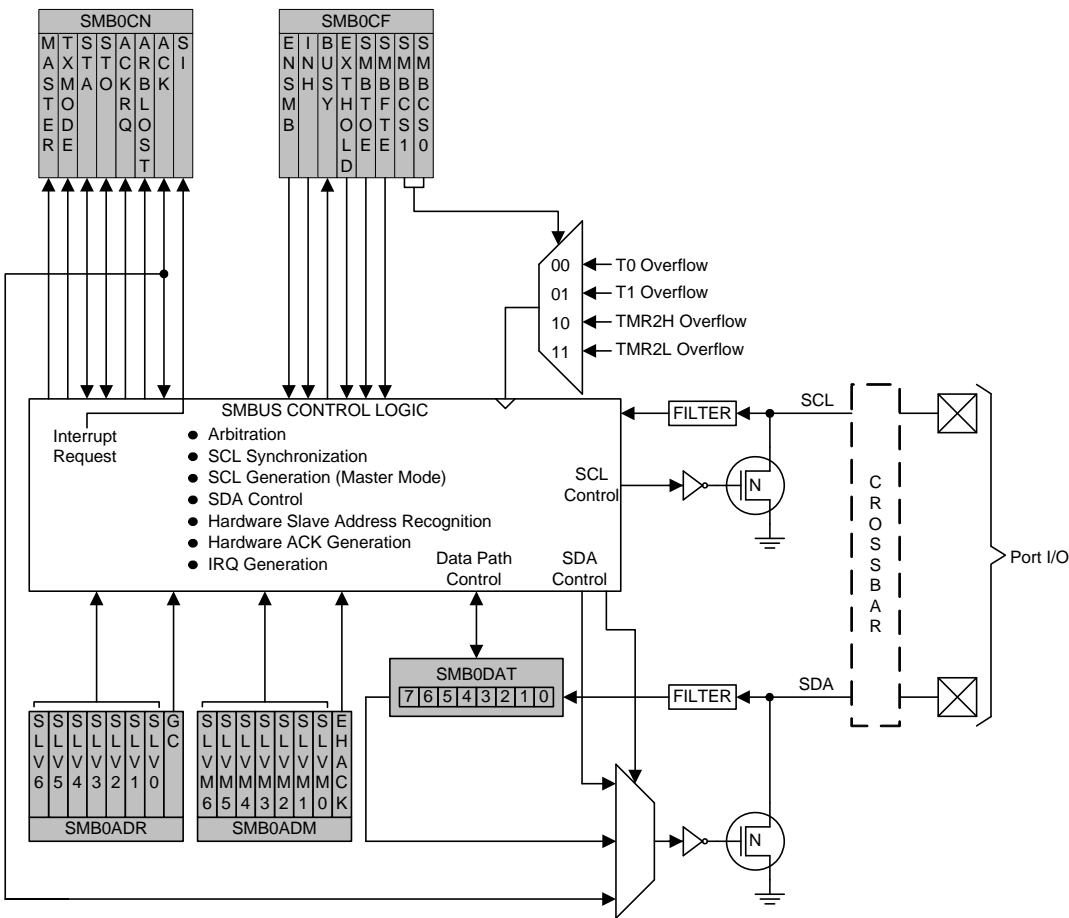 SMB0CN
MASTER
TXMODE
STA
STO
ACKRQ
ARBLOST
ACK
SI
SMB0CF
ENSMB
INH
BUSY
EXTHOLD
SMBTOE
SMBFTE
SMBCS1
SMBCS0
00
01
10
11
T0 Overflow
T1 Overflow
TMR2H Overflow
TMR2L Overflow
SMBUS CONTROL LOGIC
Interrupt
Request
● Arbitration
● SCL Synchronization
● SCL Generation (Master Mode)
● SDA Control
● Hardware Slave Address Recognition
● Hardware ACK Generation
● IRQ Generation
Data Path
Control
SCL
Control
SDA
Control
FILTER
SCL
N
CROSSBAR
Port I/O
SMB0DAT
7 6 5 4 3 2 1 0
FILTER
SDA
N
SLV6
SLV5
SLV4
SLV3
SLV2
SLV1
SLV0
GC
SMB0ADR
SLVM6
SLVM5
SLVM4
SLVM3
SLVM2
SLVM1
SLVM0
EHACK
SMB0ADM